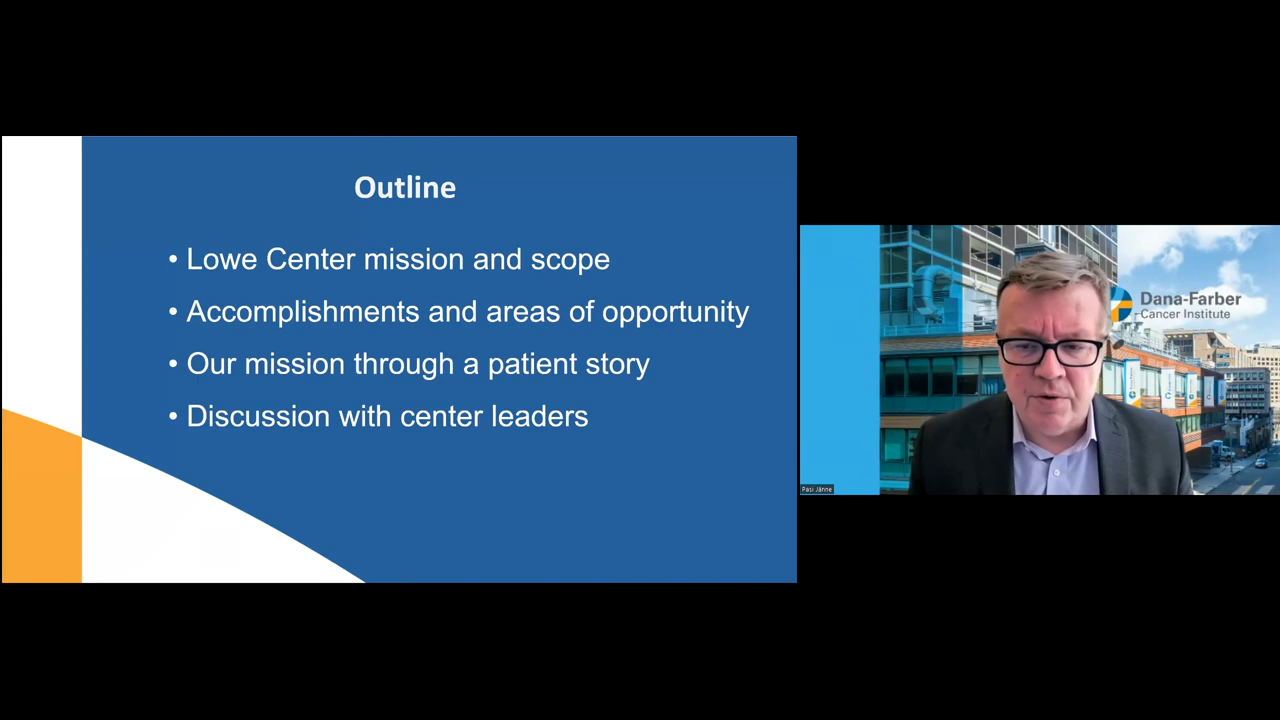 Outline
• Lowe Center mission and scope
• Accomplishments and areas of opportunity
• Our mission through a patient story
• Discussion with center leaders
Dana-Farber
Cancer Institute
Pasi Jänne